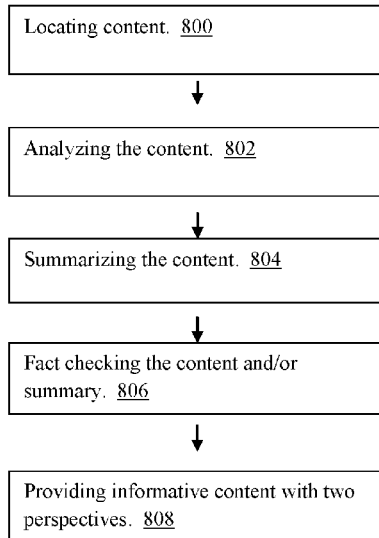 Locating content. 800
Analyzing the content. 802
Summarizing the content. 804
Fact checking the content and/or
summary. 806
Providing informative content with two
perspectives. 808